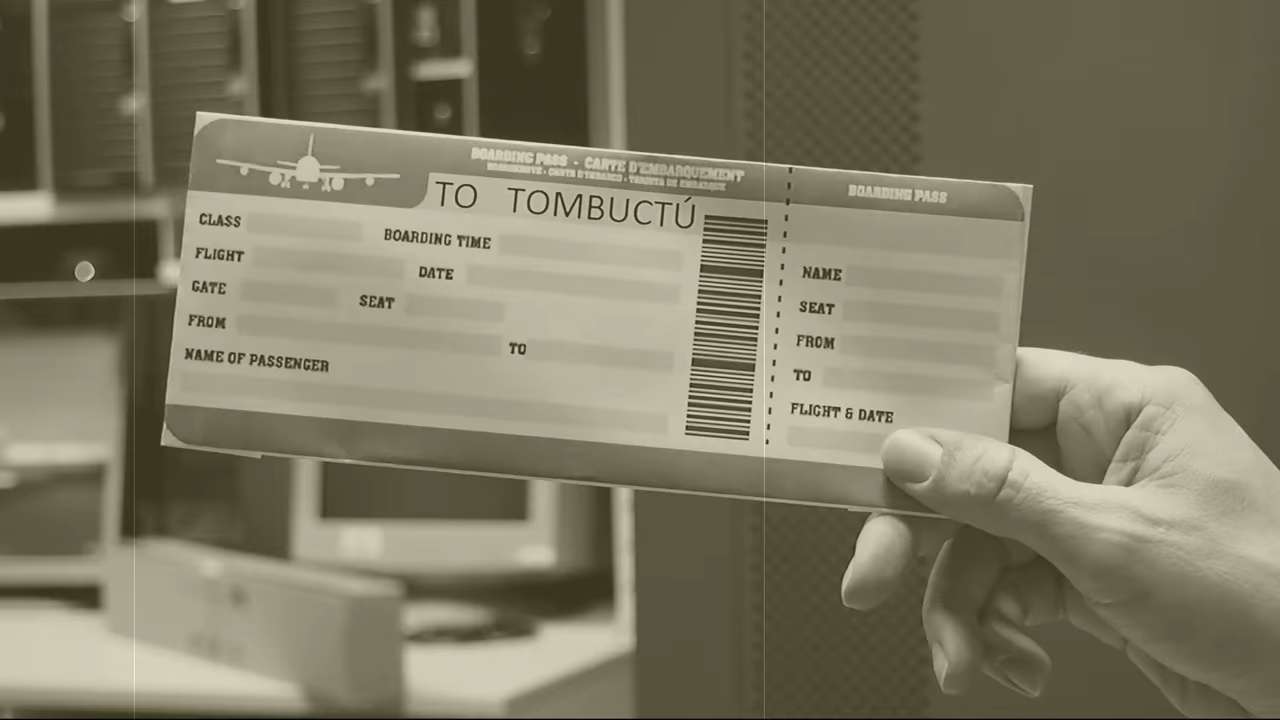 BOARDING PASS - CARTE D'EMBARQUEMENT
TO TOMBUCTÚ
CLASS
BOARDING TIME
FLIGHT
DATE
GATE
SEAT
FROM
TO
NAME OF PASSENGER
BOARDING PASS
NAME
SEAT
FROM
TO
FLIGHT & DATE